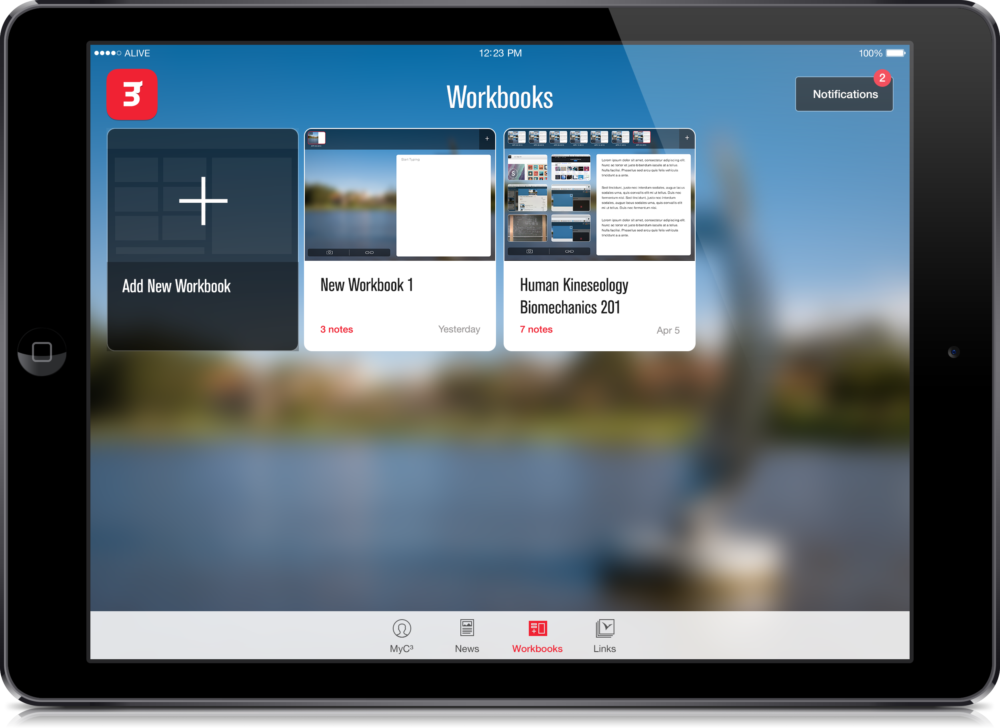 ALIVE
12:23 PM
100%
3
Workbooks
Notifications
2
Start Typing
Lorem ipsum dolor sit amet, consectetur adipiscing elit.
Nunc ac tortor et justo bibendum iaculis at a tellus.
Nulla facilisi. Phasellus sed arcu quis felis vehicula
tincidunt a a ante.
Sed tincidunt, justo nec interdum sodales, augue lacus
sodales urna, quis convallis elit mi ut tellus. Duis nec
fermentum nisi. Sed tincidunt, justo nec interdum
sodales, augue lacus sodales urna, quis convallis elit
mi ut tellus. Duis nec fermentum nisi.
Lorem ipsum dolor sit amet, consectetur adipiscing elit.
Nunc ac tortor et justo bibendum iaculis at a tellus.
Nulla facilisi. Phasellus sed arcu quis felis vehicula
tincidunt a a ante.
Add New Workbook
New Workbook 1
3 notes
Yesterday
Human Kineseology
Biomechanics 201
7 notes
Apr 5
MyC³
News
Workbooks
Links